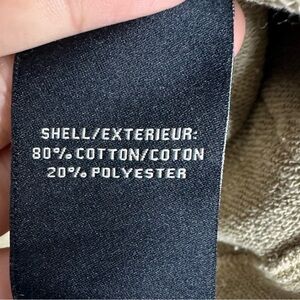 SHELL/EXTERIEUR:
80% COTTON/COTON
20% POLYESTER